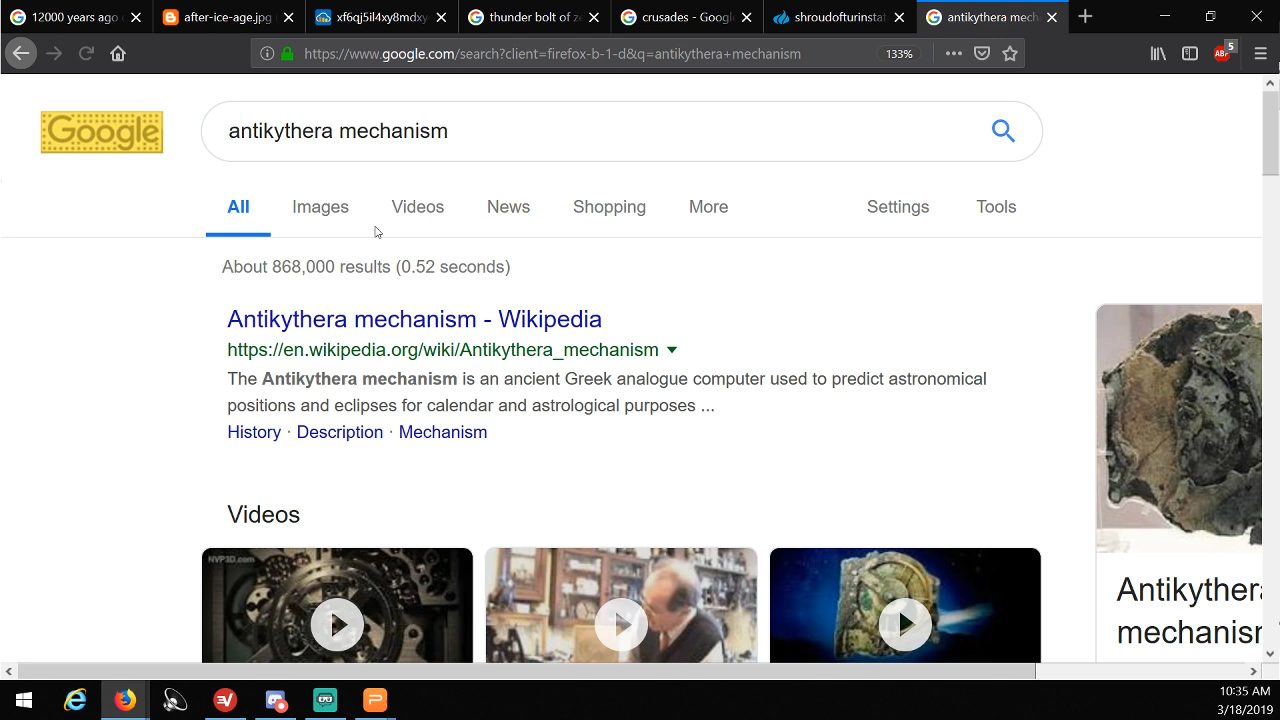 12000 years ago
after-ice-age.jpg
xf6qj5il4xy8mdxy
thunder bolt of ze
crusades - Google
shroudofturinstat
antikythera mech
https://www.google.com/search?client=firefox-b-1-d&q=antikythera+mechanism
133%
ABP
5
Google
antikythera mechanism
All
Images
Videos
News
Shopping
More
Settings
Tools
About 868,000 results (0.52 seconds)
Antikythera mechanism - Wikipedia
https://en.wikipedia.org/wiki/Antikythera_mechanism
The Antikythera mechanism is an ancient Greek analogue computer used to predict astronomical
positions and eclipses for calendar and astrological purposes ...
History · Description · Mechanism
Videos
NVP3D.com
Antikythera
mechanism
10:35 AM
3/18/2019